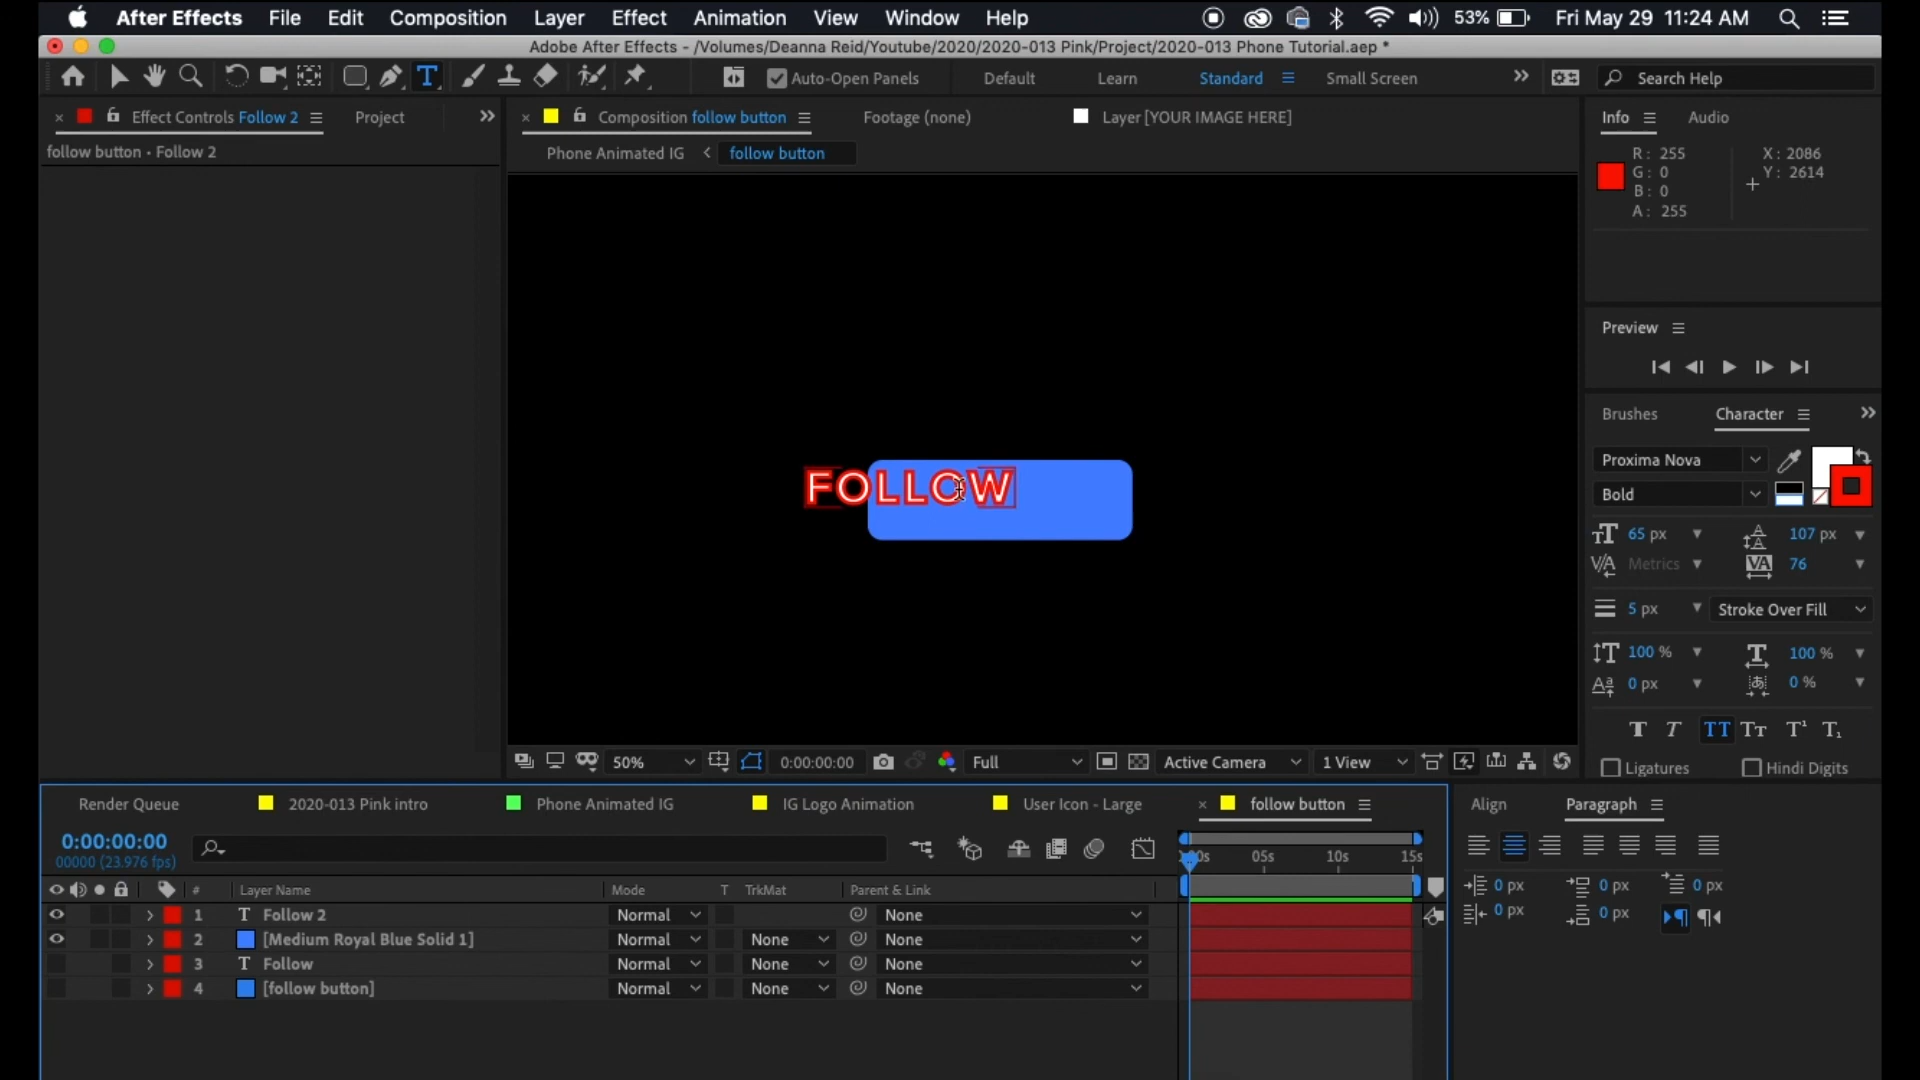 After Effects File Edit Composition Layer Effect Animation View Window Help 53% Fri May 29 11:24 AM
Adobe After Effects - /Volumes/Deanna Reid/Youtube/2020/2020-013 Pink/Project/2020-013 Phone Tutorial.aep *
T Auto-Open Panels Default Learn Standard Small Screen Search Help
Effect Controls Follow 2 Project Composition follow button Footage (none) Layer [YOUR IMAGE HERE] Info Audio
follow button • Follow 2 Phone Animated IG follow button
R: 255 X: 2086
G: 0 Y: 2614
B: 0
A: 255
Preview
Brushes Character
Proxima Nova
Bold
FOLLOW
65 px 107 px
Metrics 76
5 px Stroke Over Fill
100 % 100 %
0 px 0 %
T T TT TT T¹ T₁
Ligatures Hindi Digits
50% 0:00:00:00 Full Active Camera 1 View
Render Queue 2020-013 Pink intro Phone Animated IG IG Logo Animation User Icon - Large follow button Align Paragraph
0:00:00:00
00000 (23.976 fps)
05s 10s 15s
# Layer Name Mode T TrkMat Parent & Link
0 px 0 px 0 px
0 px 0 px
1 T Follow 2 Normal None
2 [Medium Royal Blue Solid 1] Normal None None
3 T Follow Normal None None
4 [follow button] Normal None None